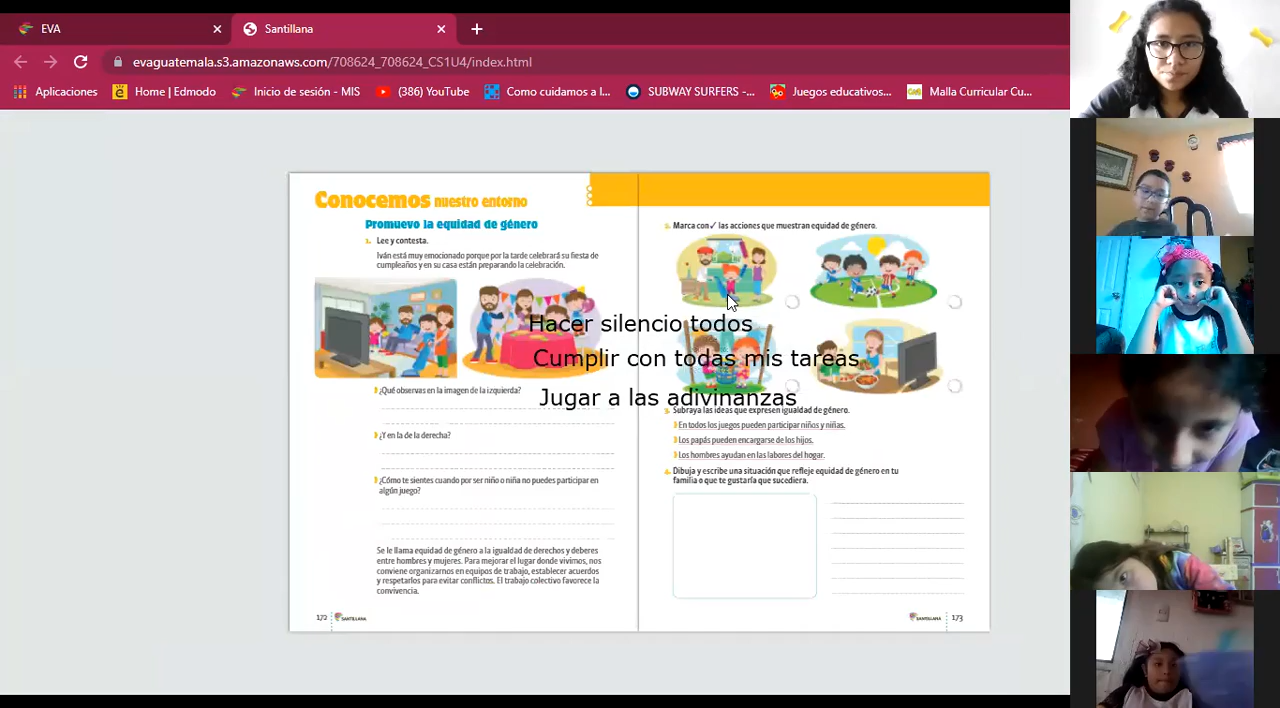 EVA
Santillana
evaguatemala.s3.amazonaws.com/708624_708624_CS1U4/index.html
Aplicaciones
Home | Edmodo
Inicio de sesión - MIS
(386) YouTube
Como cuidamos a l...
SUBWAY SURFERS -...
Juegos educativos...
Malla Curricular Cu...
Conocemos nuestro entorno
Promuevo la equidad de género
1. Lee y contesta.
Iván está muy emocionado porque por la tarde celebrará su fiesta de
cumpleaños y en su casa están preparando la celebración.
¿Qué observas en la imagen de la izquierda?
¿Y en la de la derecha?
¿Cómo te sientes cuando por ser niño o niña no puedes participar en
algún juego?
Se le llama equidad de género a la igualdad de derechos y deberes
entre hombres y mujeres. Para mejorar el lugar donde vivimos, nos
conviene organizarnos en equipos de trabajo, establecer acuerdos
y respetarlos para evitar conflictos. El trabajo colectivo favorece la
convivencia.
172 SANTILLANA
2. Marca con ✓ las acciones que muestran equidad de género.
Hacer silencio todos
Cumplir con todas mis tareas
Jugar a las adivinanzas
3. Subraya las ideas que expresen igualdad de género.
En todos los juegos pueden participar niños y niñas.
Los papás pueden encargarse de los hijos.
Los hombres ayudan en las labores del hogar.
4. Dibuja y escribe una situación que refleje equidad de género en tu
familia o que te gustaría que sucediera.
SANTILLANA 173